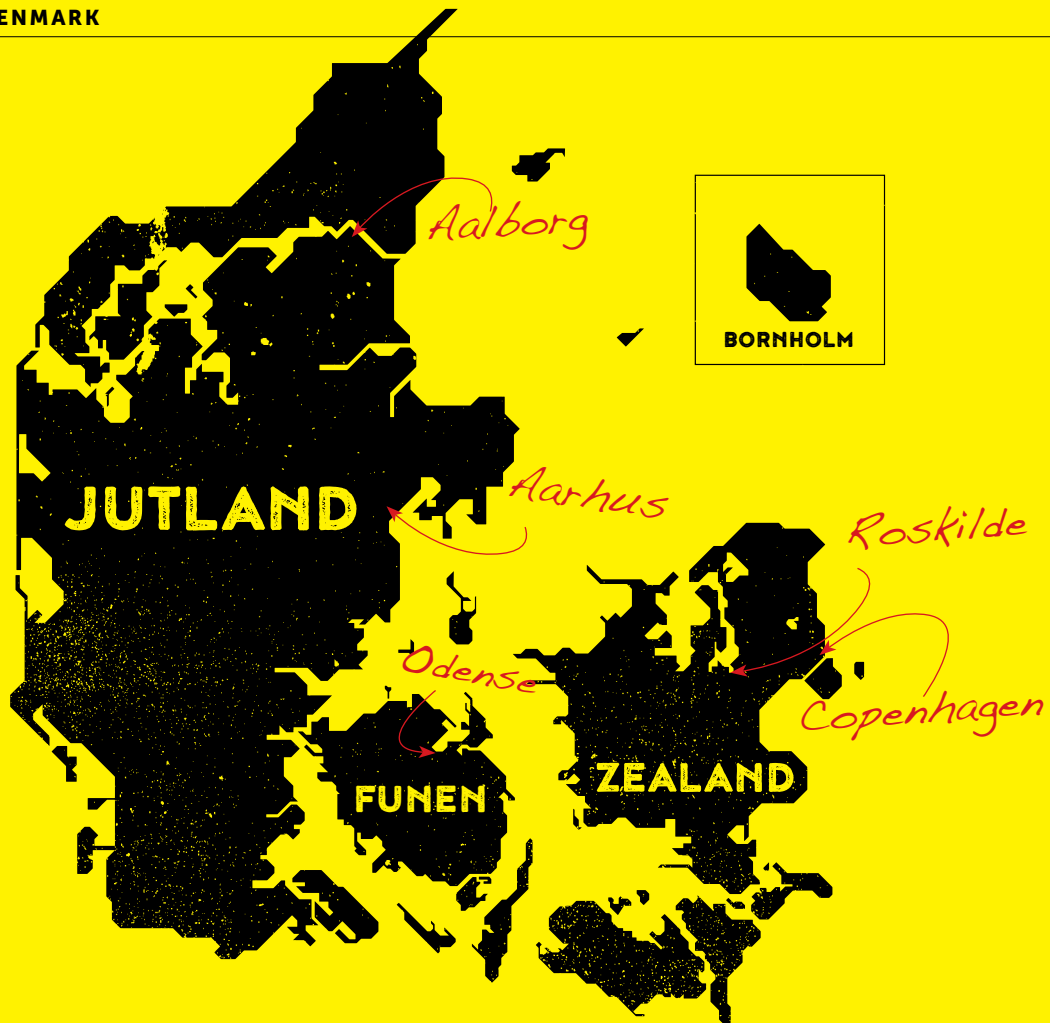 ENMARK
Aalborg
BORNHOLM
JUTLAND
Aarhus
Roskilde
Odense
Copenhagen
ZEALAND
FUNEN